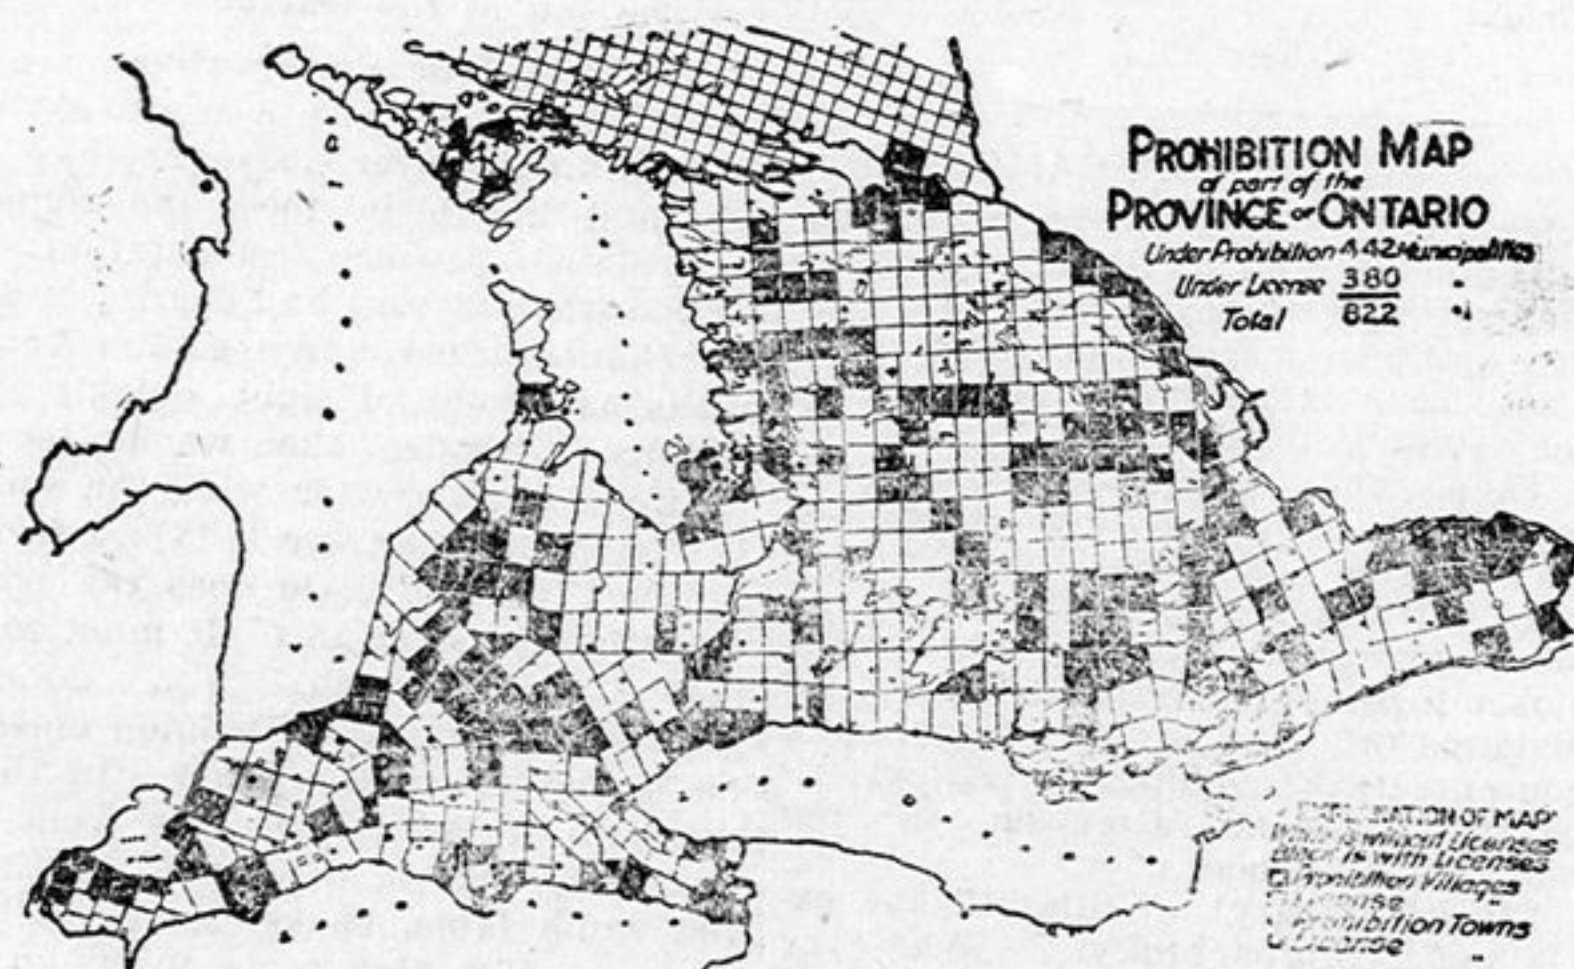 PROHIBITION MAP
of part of the
PROVINCE of ONTARIO
Under Prohibition 442 Municipalities
Under License 380 "
Total 822 "
EXPLANATION OF MAP
White is without Licenses
Black is with Licenses
Prohibition Villages
License "
Prohibition Towns
License "